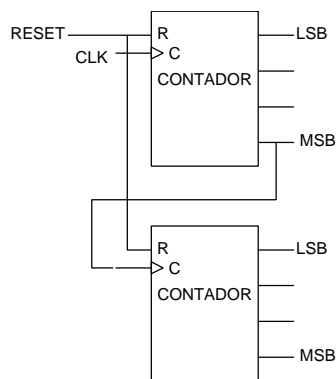 RESET R LSB
CLK C
CONTADOR
MSB
R LSB
C
CONTADOR
MSB